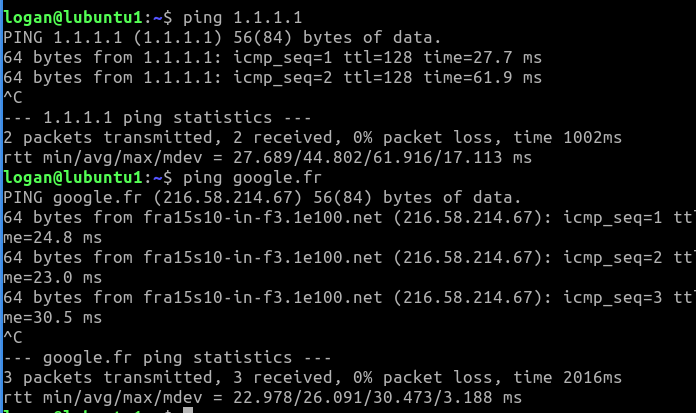 logan@lubuntu1:~$ ping 1.1.1.1
PING 1.1.1.1 (1.1.1.1) 56(84) bytes of data.
64 bytes from 1.1.1.1: icmp_seq=1 ttl=128 time=27.7 ms
64 bytes from 1.1.1.1: icmp_seq=2 ttl=128 time=61.9 ms
^C
--- 1.1.1.1 ping statistics ---
2 packets transmitted, 2 received, 0% packet loss, time 1002ms
rtt min/avg/max/mdev = 27.689/44.802/61.916/17.113 ms
logan@lubuntu1:~$ ping google.fr
PING google.fr (216.58.214.67) 56(84) bytes of data.
64 bytes from fra15s10-in-f3.1e100.net (216.58.214.67): icmp_seq=1 ttl
me=24.8 ms
64 bytes from fra15s10-in-f3.1e100.net (216.58.214.67): icmp_seq=2 ttl
me=23.0 ms
64 bytes from fra15s10-in-f3.1e100.net (216.58.214.67): icmp_seq=3 ttl
me=30.5 ms
^C
--- google.fr ping statistics ---
3 packets transmitted, 3 received, 0% packet loss, time 2016ms
rtt min/avg/max/mdev = 22.978/26.091/30.473/3.188 ms
logan@lubuntu1:~$